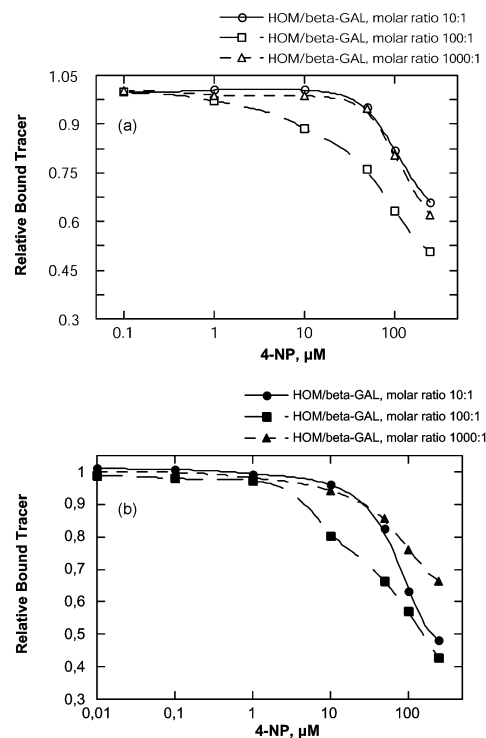 HOM/beta-GAL, molar ratio 10:1
HOM/beta-GAL, molar ratio 100:1
HOM/beta-GAL, molar ratio 1000:1
1.05
0.9
0.75
0.6
0.45
0.3
Relative Bound Tracer
(a)
0.1
1
10
100
4-NP, µM
HOM/beta-GAL, molar ratio 10:1
HOM/beta-GAL, molar ratio 100:1
HOM/beta-GAL, molar ratio 1000:1
1
0,9
0,8
0,7
0,6
0,5
0,4
0,3
Relative Bound Tracer
(b)
0,01
0,1
1
10
100
4-NP, µM